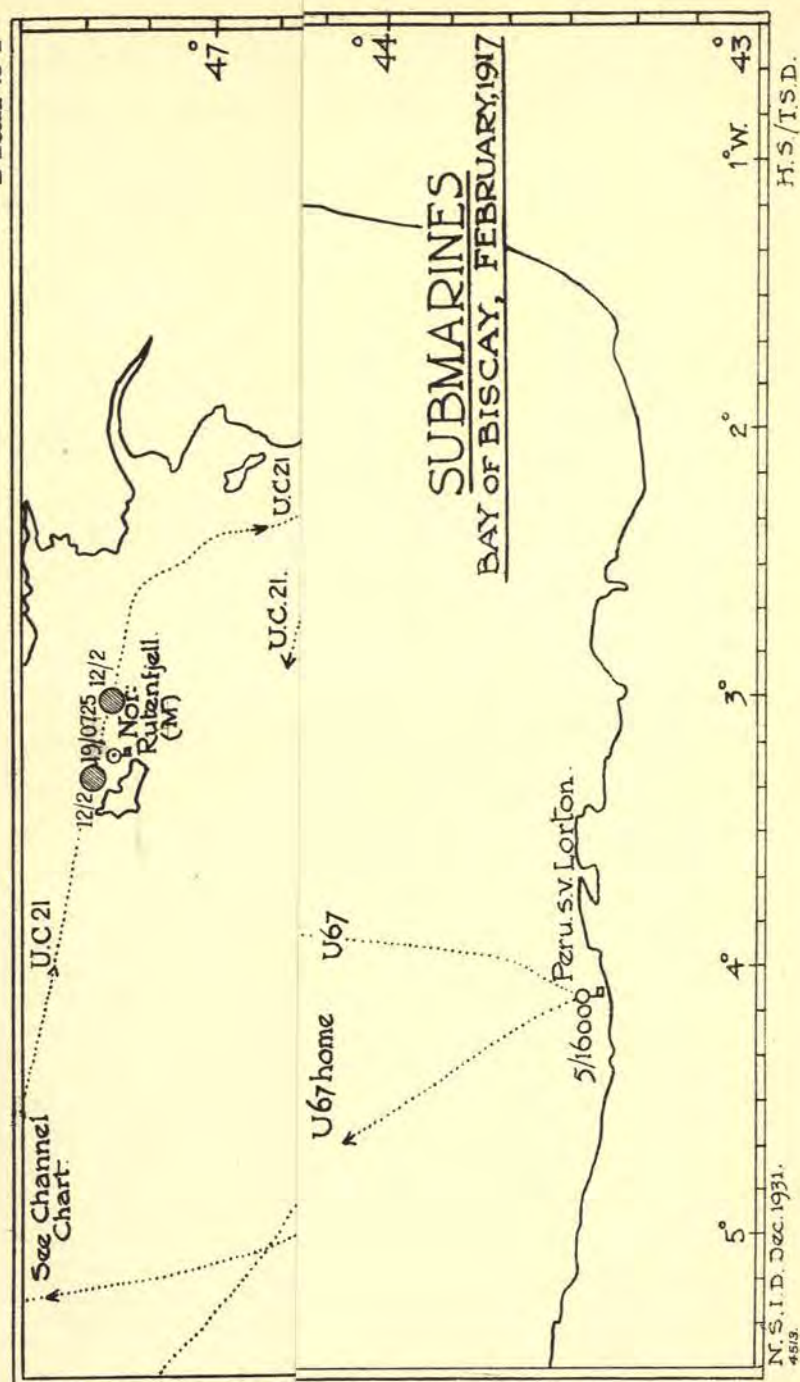 47°
See Channel
Chart.
U.C 21
12/2
19/0725
12/2
Nor.
Rutenfjell.
(M)
U.C.21.
U.C21
U67 home
U67
44°
SUBMARINES
BAY OF BISCAY, FEBRUARY, 1917
5/1600
Peru. s.v. Lorton.
43°
5°
4°
3°
2°
1°W.
N.S.I.D. Dec. 1931.
4513.
H.S./T.S.D.